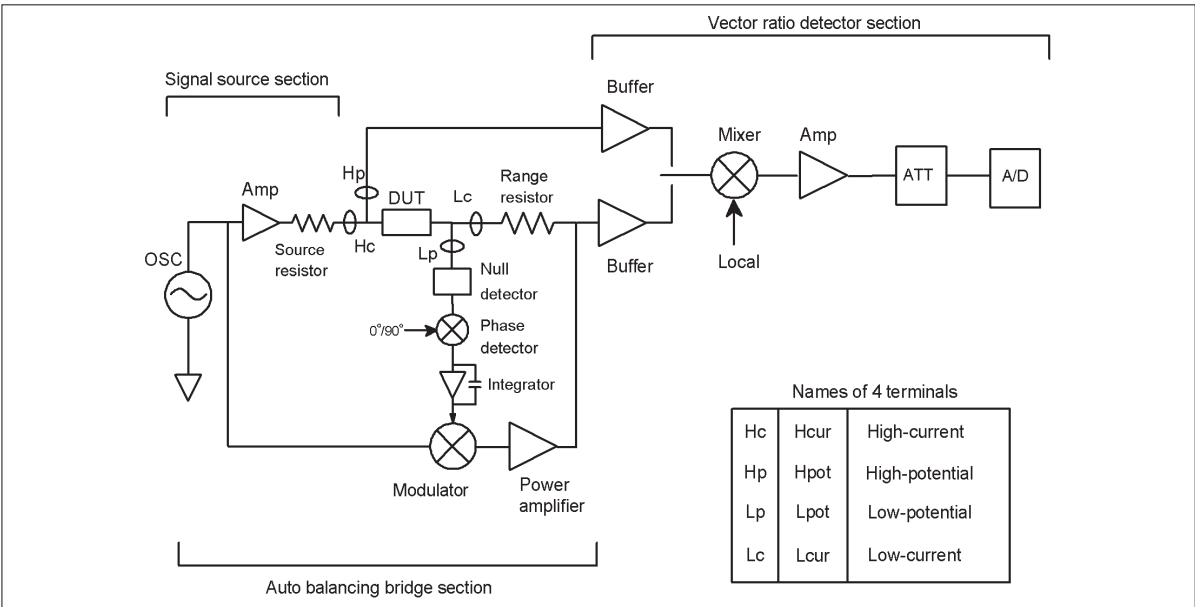 Vector ratio detector section
Signal source section
Buffer
Mixer
Amp
Hp
Range
resistor
Amp
DUT
Lc
ATT
A/D
Hc
Lp
Source
resistor
OSC
Buffer
Local
Null
detector
0°/90°
Phase
detector
Integrator
Modulator
Power
amplifier
Auto balancing bridge section
Names of 4 terminals
Hc Hcur High-current
Hp Hpot High-potential
Lp Lpot Low-potential
Lc Lcur Low-current